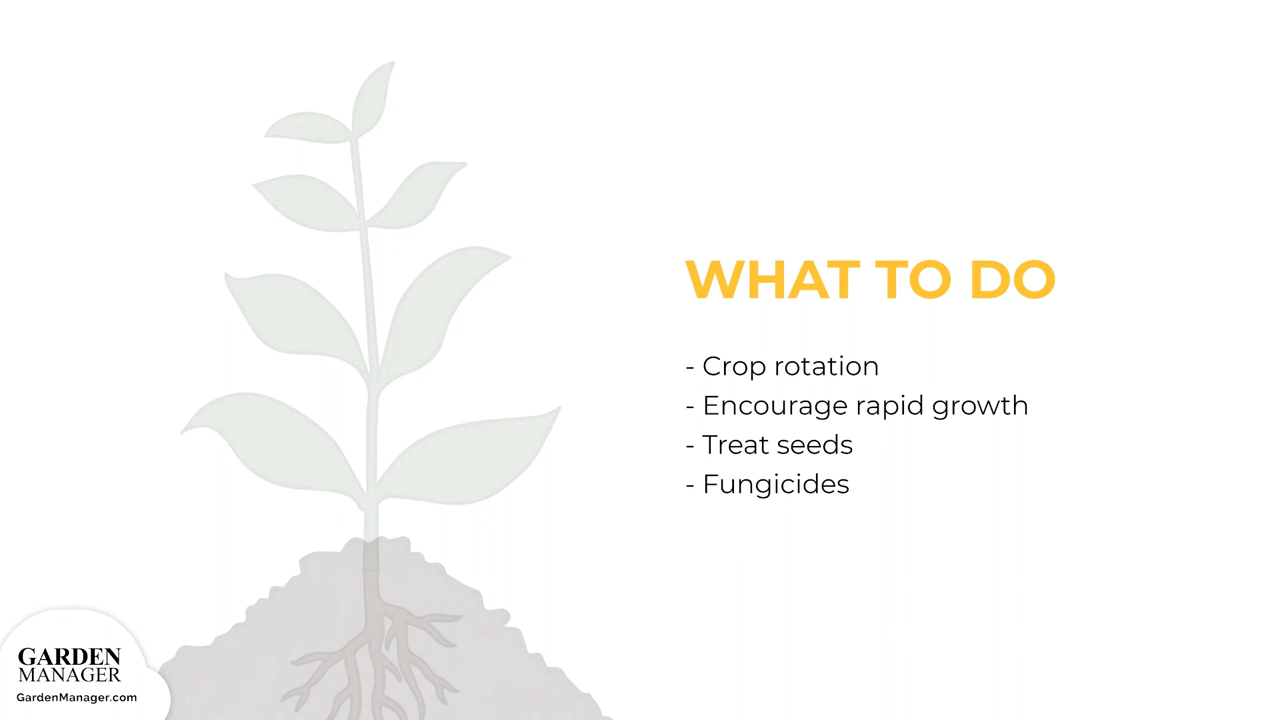 WHAT TO DO
- Crop rotation
- Encourage rapid growth
- Treat seeds
- Fungicides
GARDEN
MANAGER
GardenManager.com